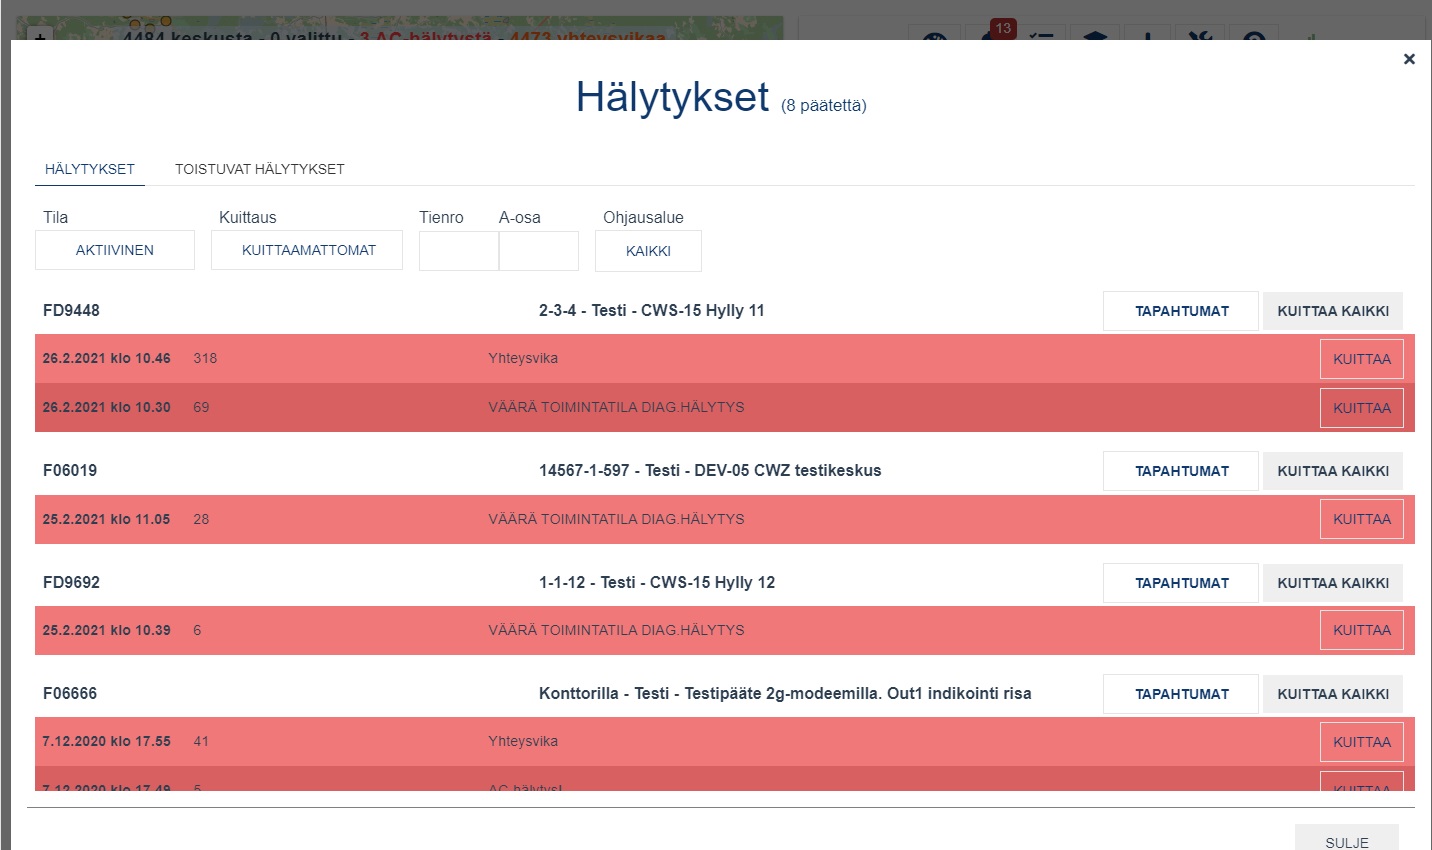 4484 keskusta - 0 valittu - 3 AC-hälytystä - 4473 yhteysvikaa
13
Hälytykset (8 päätettä)
HÄLYTYKSET TOISTUVAT HÄLYTYKSET
Tila Kuittaus Tienro A-osa Ohjausalue
AKTIIVINEN KUITTAAMATTOMAT KAIKKI
FD9448 2-3-4 - Testi - CWS-15 Hylly 11 TAPAHTUMAT KUITTAA KAIKKI
26.2.2021 klo 10.46 318 Yhteysvika KUITTAA
26.2.2021 klo 10.30 69 VÄÄRÄ TOIMINTATILA DIAG.HÄLYTYS KUITTAA
F06019 14567-1-597 - Testi - DEV-05 CWZ testikeskus TAPAHTUMAT KUITTAA KAIKKI
25.2.2021 klo 11.05 28 VÄÄRÄ TOIMINTATILA DIAG.HÄLYTYS KUITTAA
FD9692 1-1-12 - Testi - CWS-15 Hylly 12 TAPAHTUMAT KUITTAA KAIKKI
25.2.2021 klo 10.39 6 VÄÄRÄ TOIMINTATILA DIAG.HÄLYTYS KUITTAA
F06666 Konttorilla - Testi - Testipääte 2g-modeemilla. Out1 indikointi risa TAPAHTUMAT KUITTAA KAIKKI
7.12.2020 klo 17.55 41 Yhteysvika KUITTAA
7.12.2020 klo 17.49 5 AC-hälytys! KUITTAA
SULJE